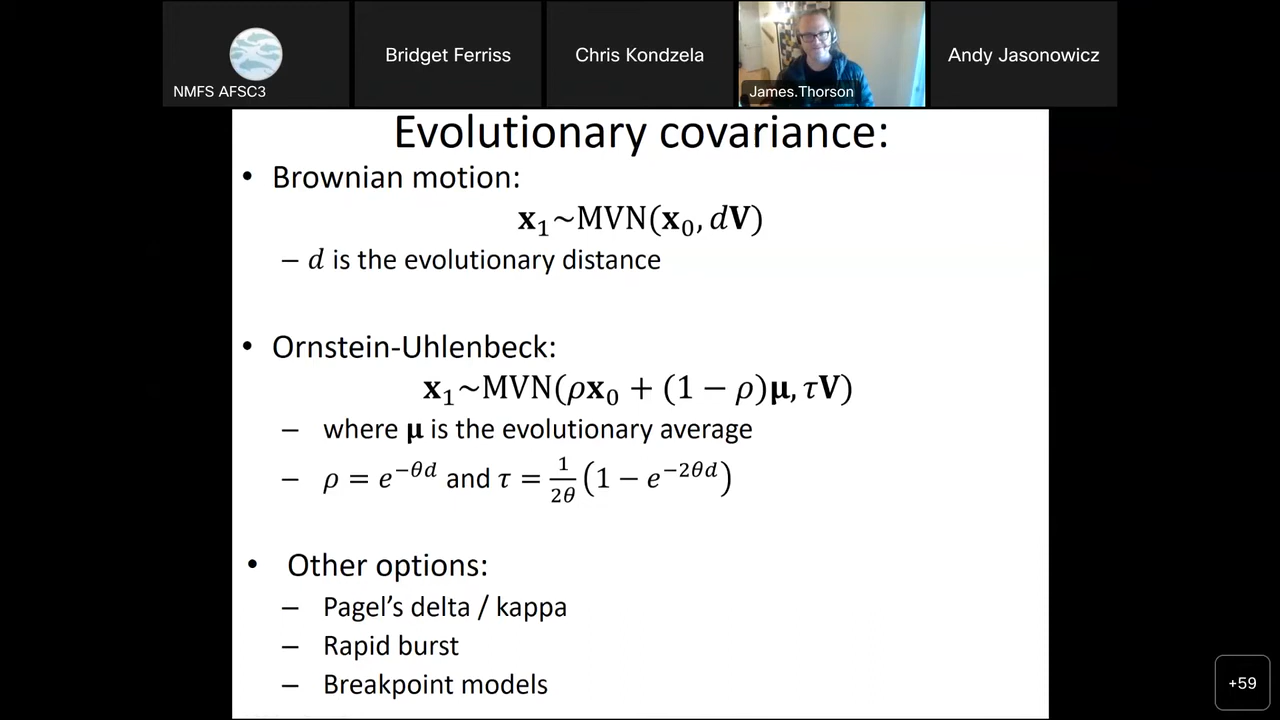 NMFS AFSC3
Bridget Ferriss
Chris Kondzela
James.Thorson
Andy Jasonowicz
Evolutionary covariance:
• Brownian motion:
𝐱₁~MVN(𝐱₀, 𝑑𝐕)
– 𝑑 is the evolutionary distance
• Ornstein-Uhlenbeck:
𝐱₁~MVN(𝜌𝐱₀ + (1 − 𝜌)𝛍, 𝜏𝐕)
– where 𝛍 is the evolutionary average
– 𝜌 = 𝑒^{−𝜃𝑑} and 𝜏 = \frac{1}{2𝜃}(1 − 𝑒^{−2𝜃𝑑})
• Other options:
– Pagel’s delta / kappa
– Rapid burst
– Breakpoint models
+59